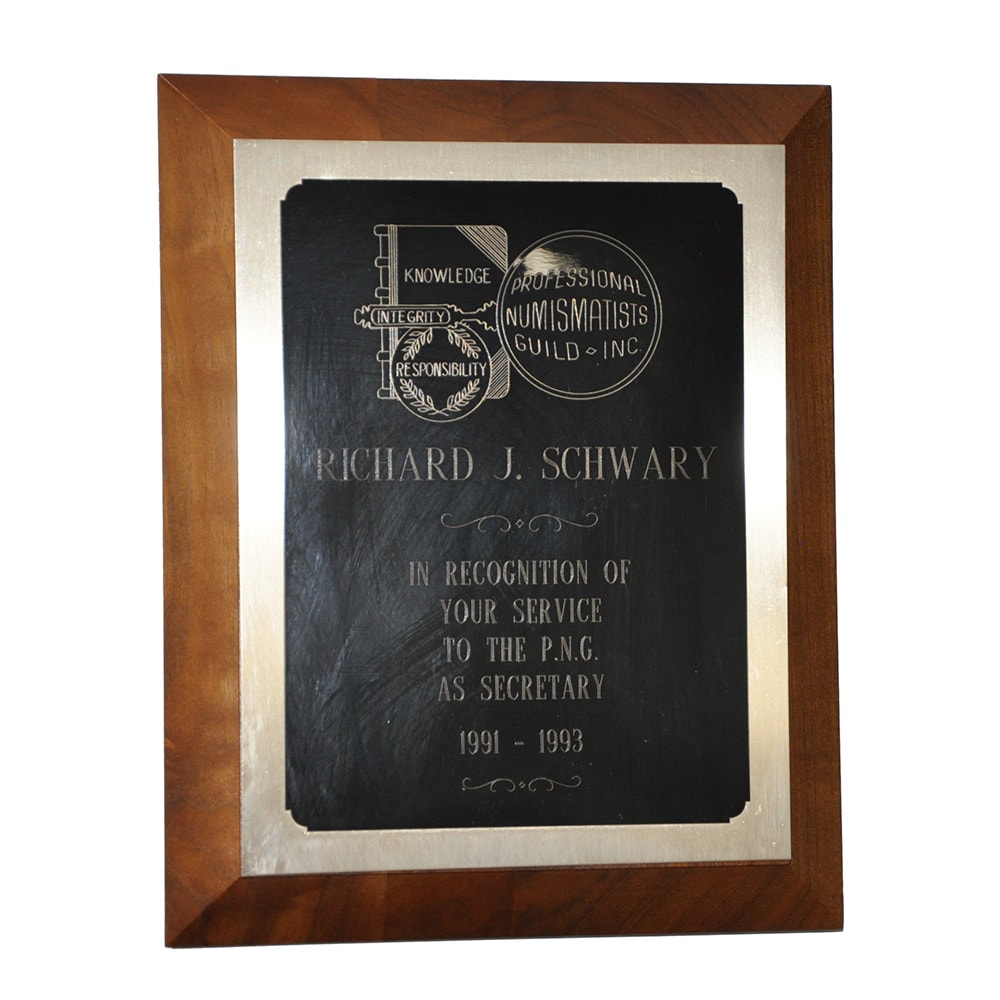 KNOWLEDGE
INTEGRITY
RESPONSIBILITY
PROFESSIONAL
NUMISMATISTS
GUILD ⋄ INC.
RICHARD J. SCHWARY
IN RECOGNITION OF
YOUR SERVICE
TO THE P.N.G.
AS SECRETARY
1991 - 1993